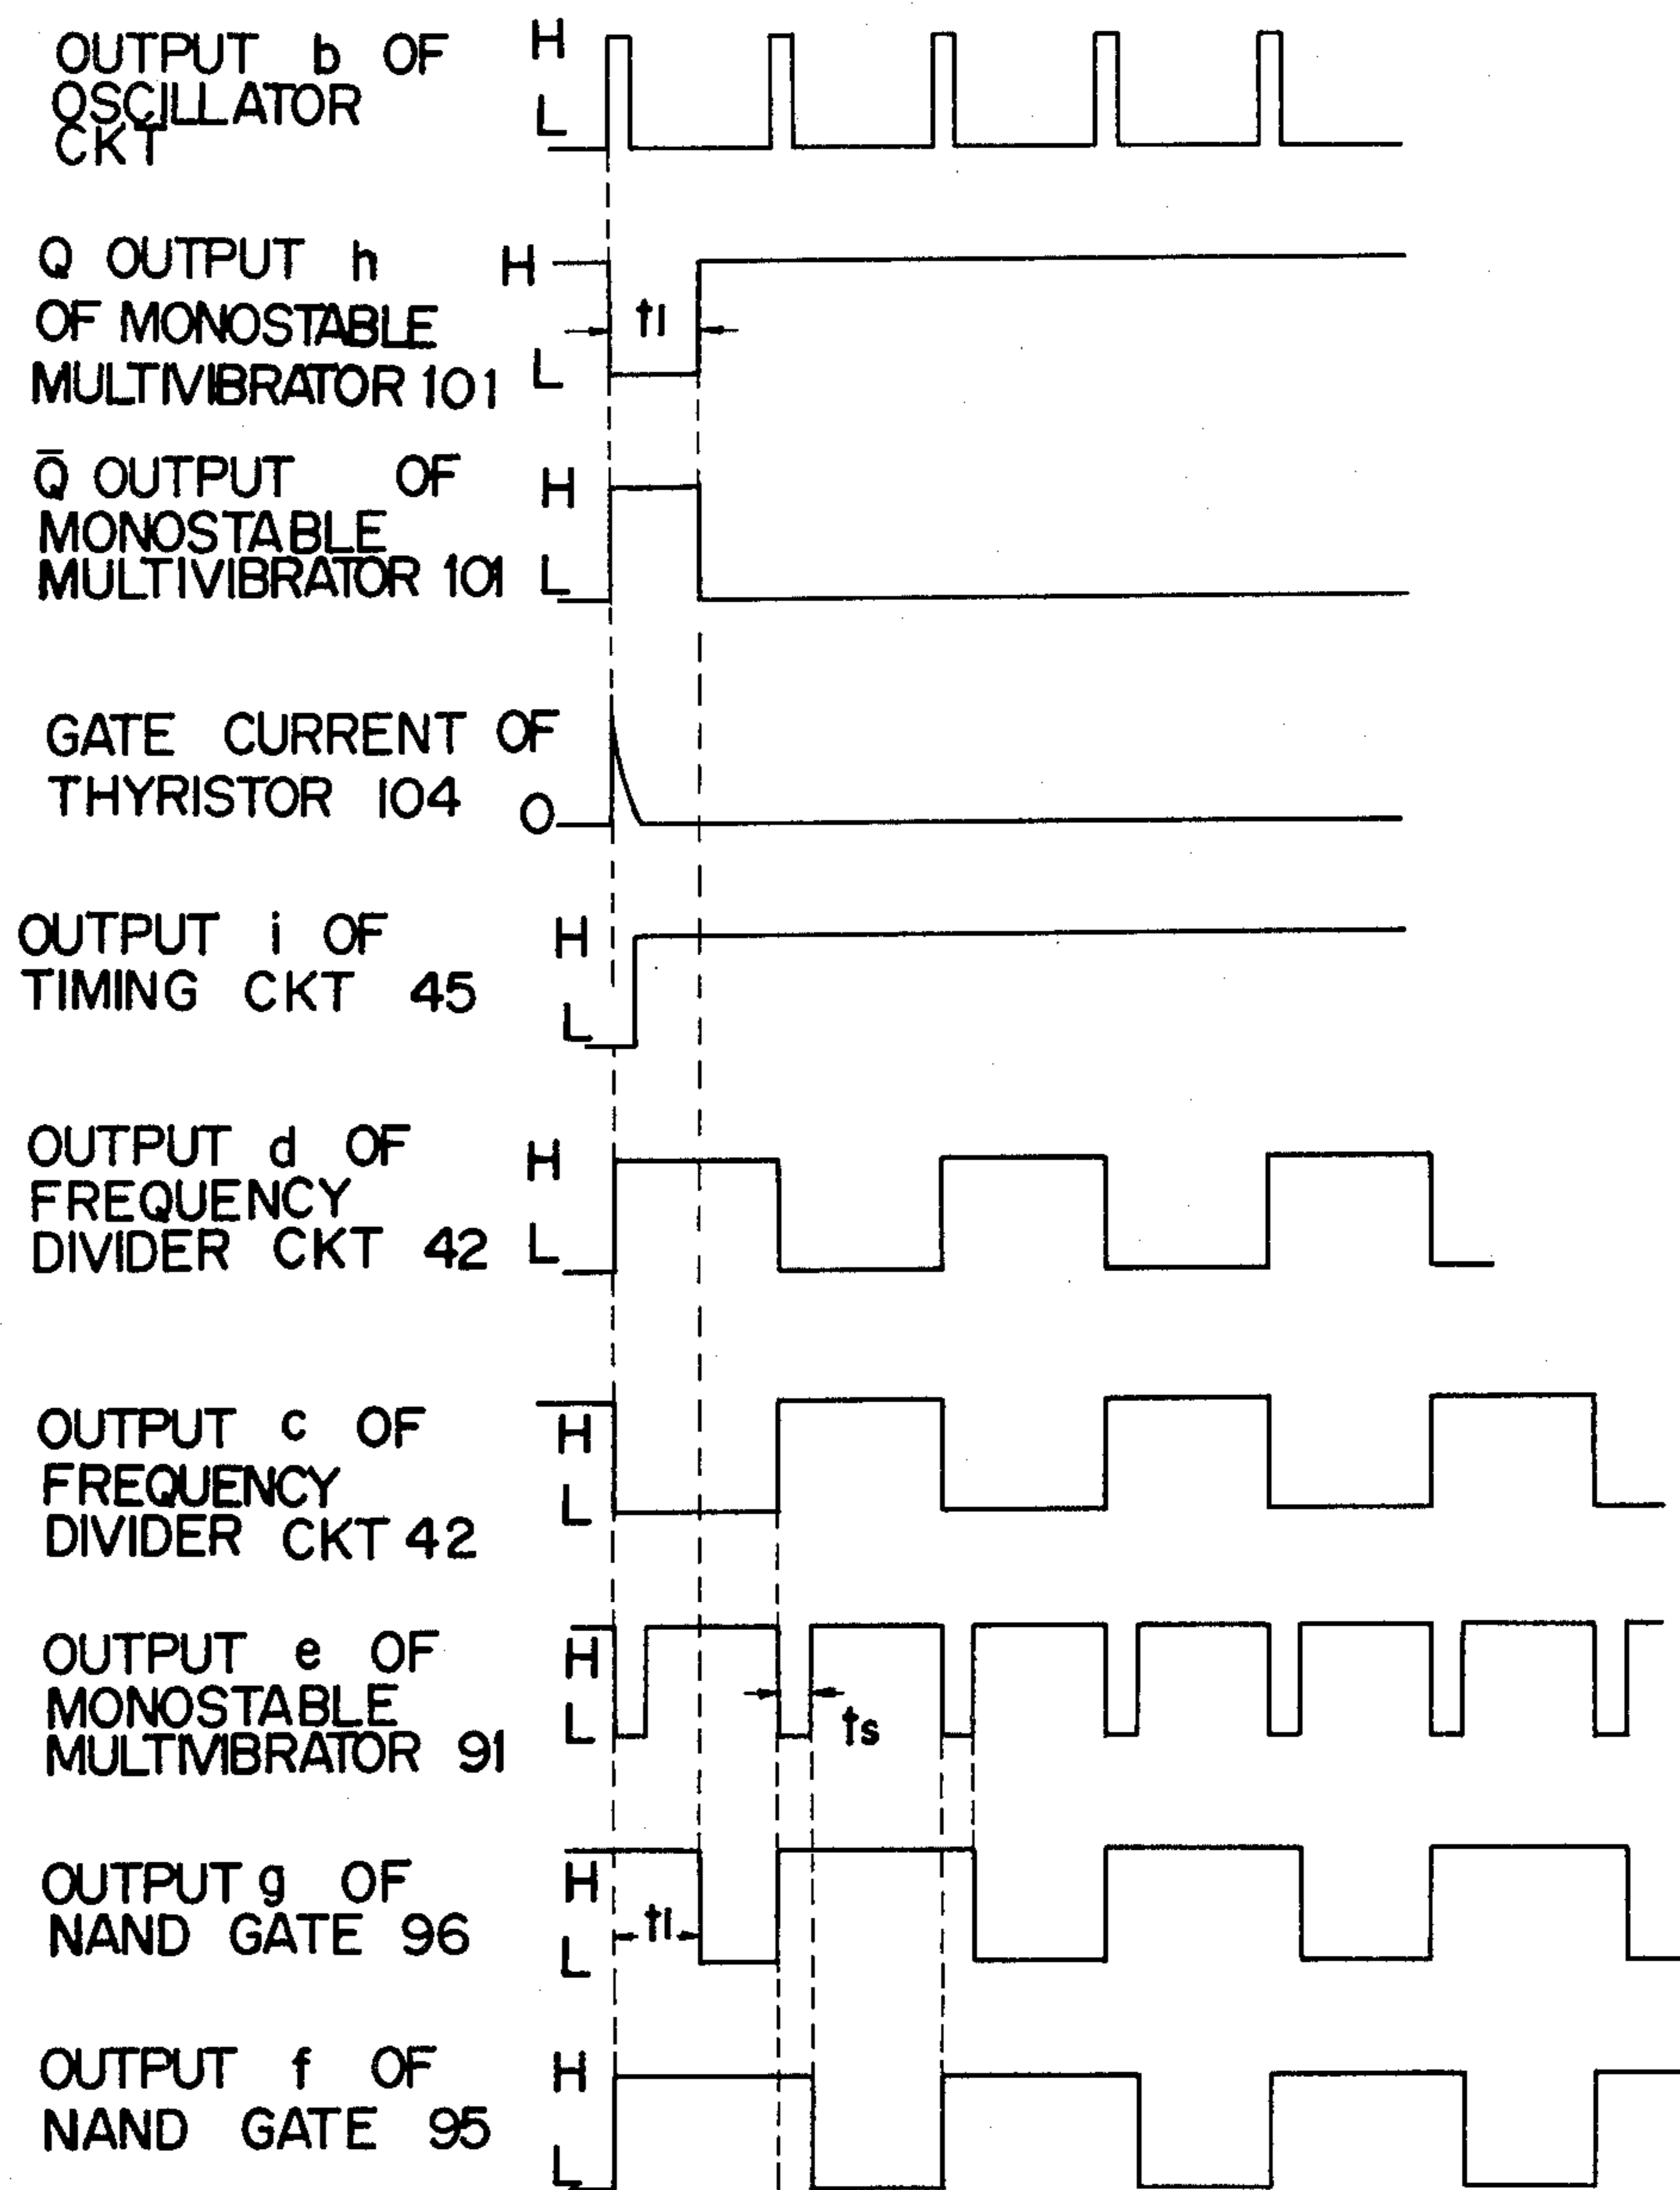 OUTPUT b OF
OSCILLATOR
CKT
H
L
Q OUTPUT h
OF MONOSTABLE
MULTIVIBRATOR 101
H
L
t1
Q̄ OUTPUT OF
MONOSTABLE
MULTIVIBRATOR 101
H
L
GATE CURRENT OF
THYRISTOR 104
O
OUTPUT i OF
TIMING CKT 45
H
L
OUTPUT d OF
FREQUENCY
DIVIDER CKT 42
H
L
OUTPUT c OF
FREQUENCY
DIVIDER CKT 42
H
L
OUTPUT e OF
MONOSTABLE
MULTIVIBRATOR 91
H
L
ts
OUTPUT g OF
NAND GATE 96
H
L
t1
OUTPUT f OF
NAND GATE 95
H
L